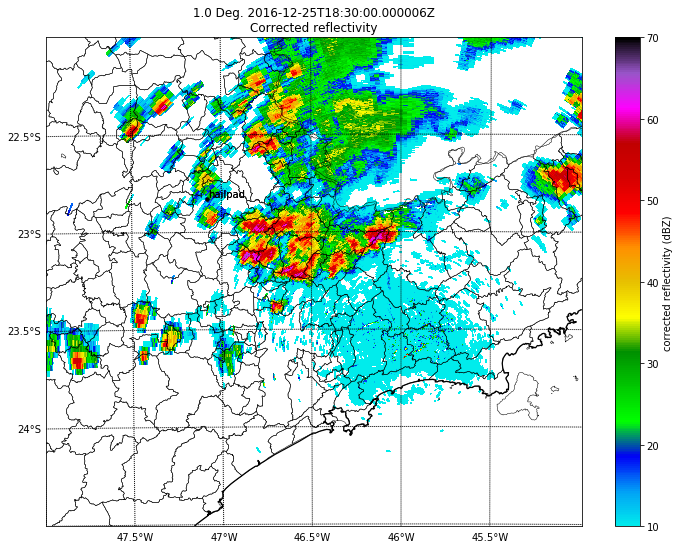 1.0 Deg. 2016-12-25T18:30:00.000006Z
Corrected reflectivity
22.5°S
23°S
23.5°S
24°S
47.5°W
47°W
46.5°W
46°W
45.5°W
hailpad
70
60
50
40
30
20
10
corrected reflectivity (dBZ)